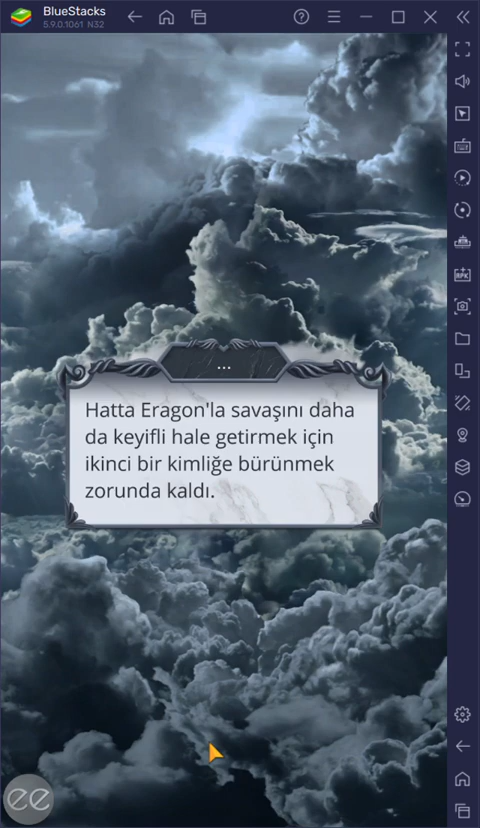 BlueStacks
5.9.0.1061 N32
...
Hatta Eragon'la savaşını daha
da keyifli hale getirmek için
ikinci bir kimliğe bürünmek
zorunda kaldı.
ee